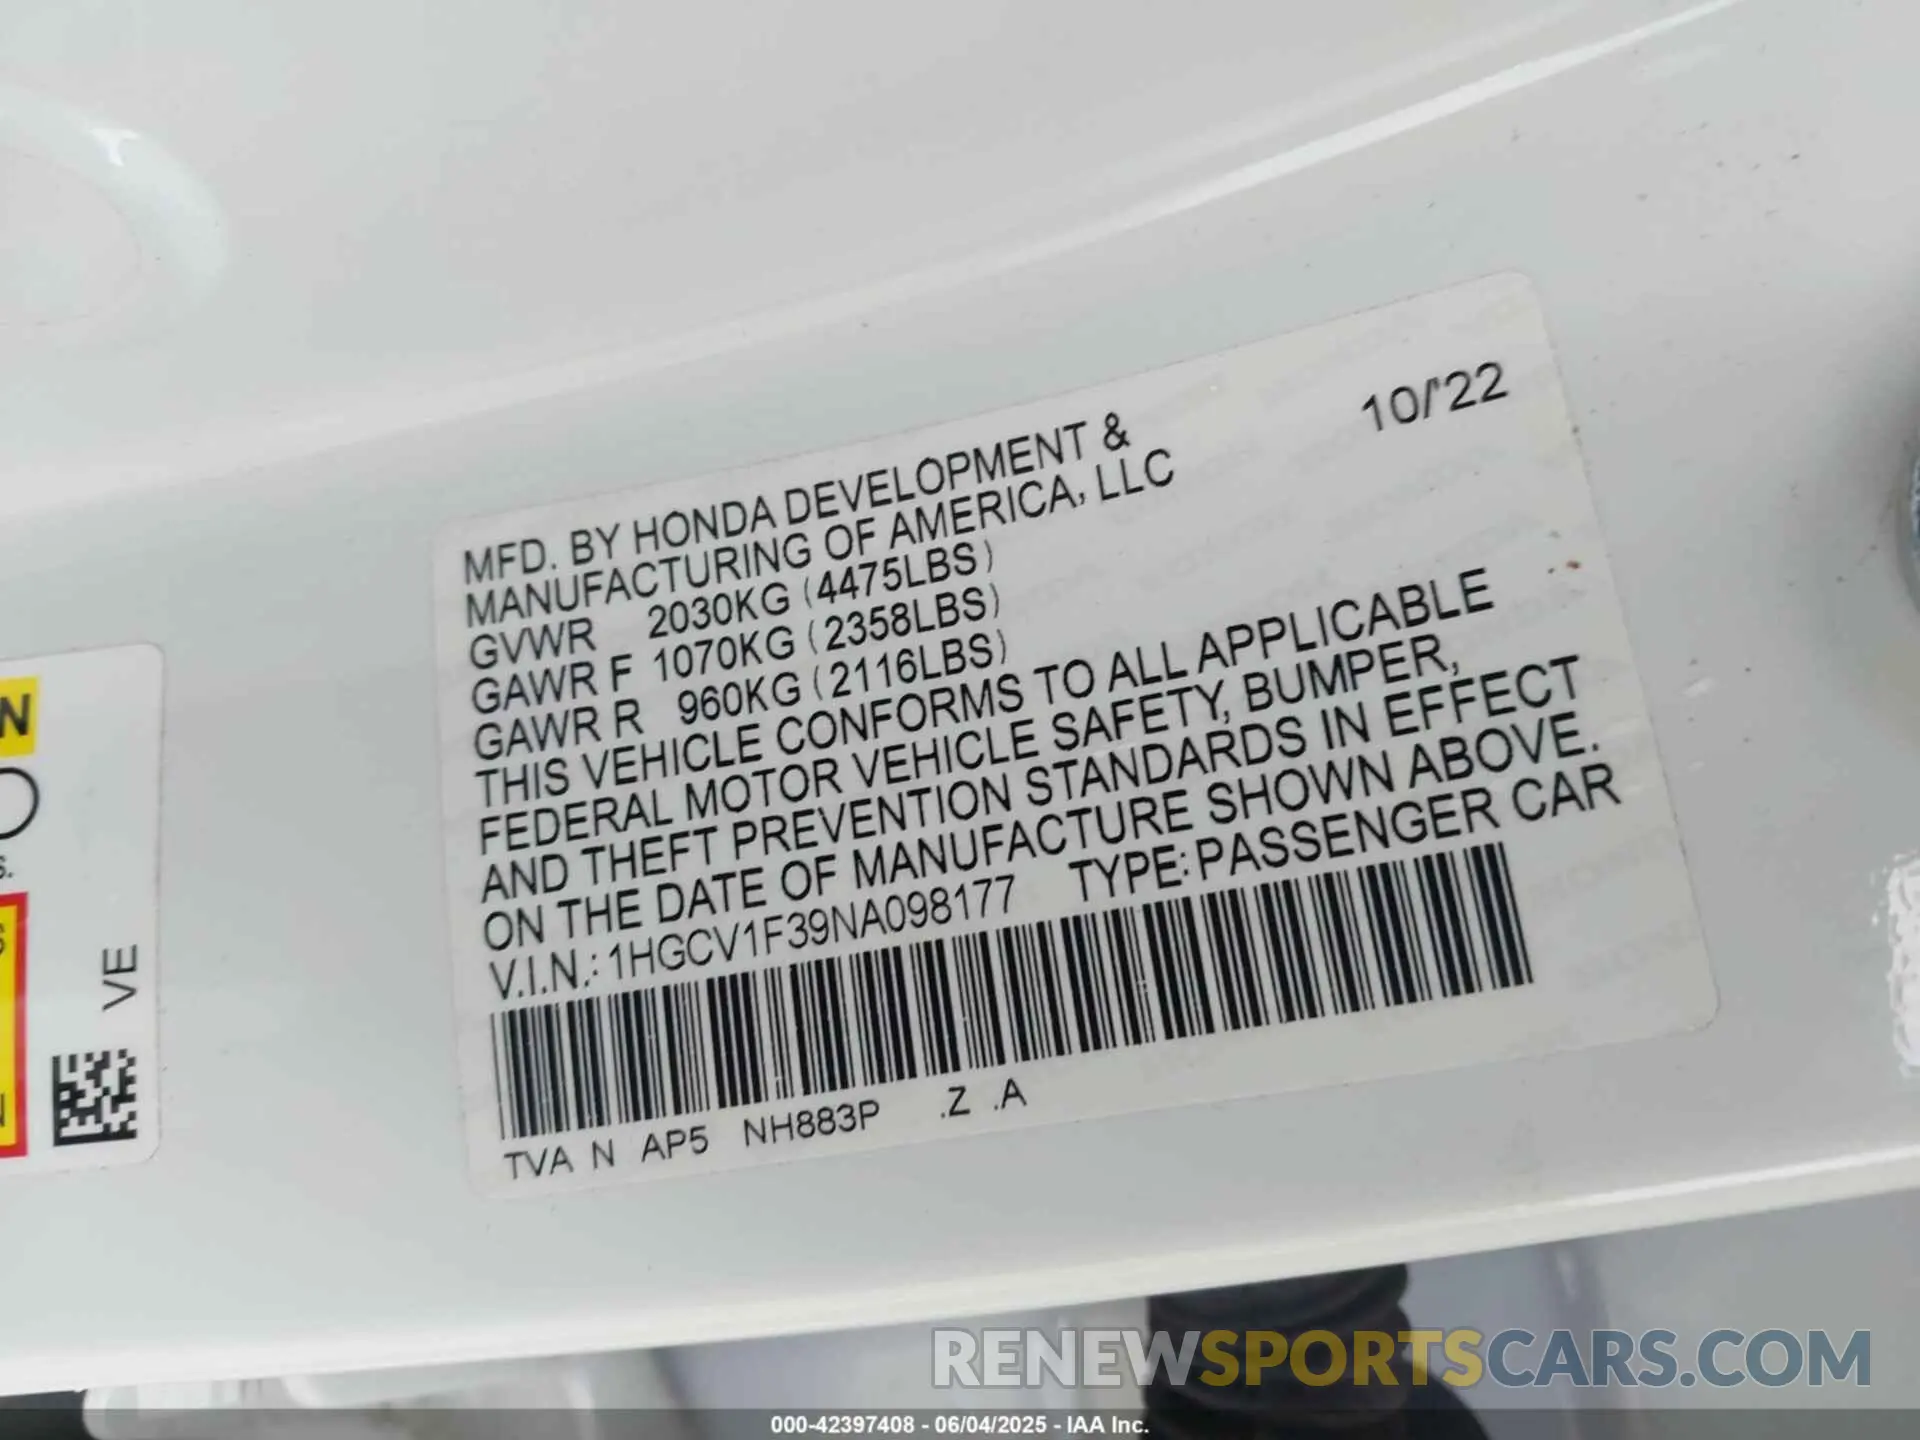 10/'22
MFD. BY HONDA DEVELOPMENT &
MANUFACTURING OF AMERICA, LLC
GVWR 2030KG (4475LBS)
GAWR F 1070KG (2358LBS)
GAWR R 960KG (2116LBS)
THIS VEHICLE CONFORMS TO ALL APPLICABLE
FEDERAL MOTOR VEHICLE SAFETY, BUMPER,
AND THEFT PREVENTION STANDARDS IN EFFECT
ON THE DATE OF MANUFACTURE SHOWN ABOVE.
V.I.N.: 1HGCV1F39NA098177 TYPE: PASSENGER CAR
TVA N AP5 NH883P .Z .A
VE
RENEWSPORTSCARS.COM
000-42397408 - 06/04/2025 - IAA Inc.